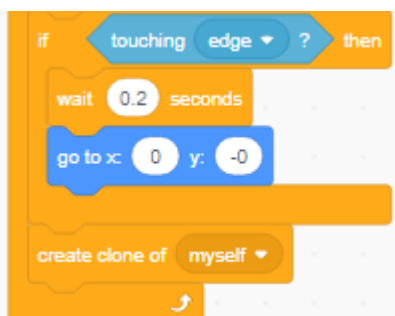 if touching edge ? then
wait 0.2 seconds
go to x: 0 y: -0
create clone of myself